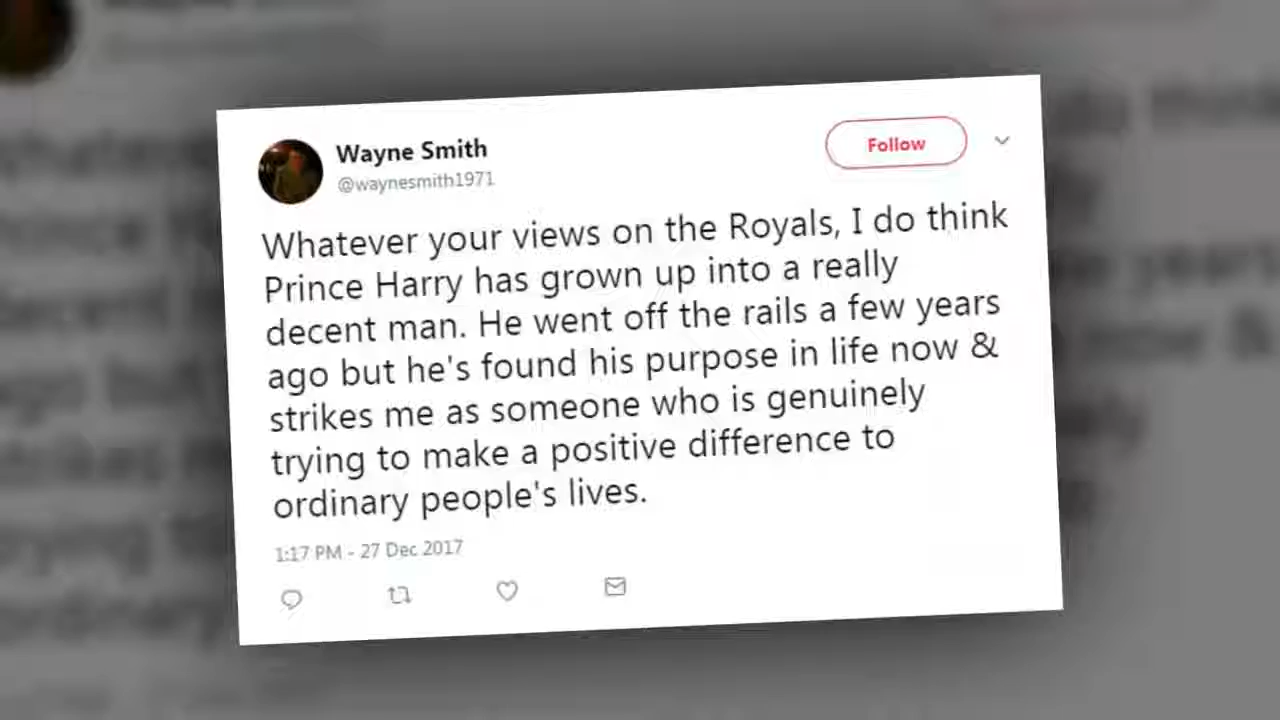 Wayne Smith
@waynesmith1971
Follow
Whatever your views on the Royals, I do think
Prince Harry has grown up into a really
decent man. He went off the rails a few years
ago but he's found his purpose in life now &
strikes me as someone who is genuinely
trying to make a positive difference to
ordinary people's lives.
1:17 PM - 27 Dec 2017